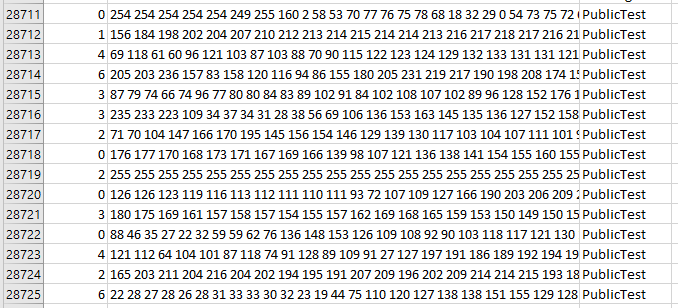 28711 0 254 254 254 254 254 249 255 160 2 58 53 70 77 76 75 78 68 18 32 29 0 54 73 75 72 PublicTest
28712 1 156 184 198 202 204 207 210 212 213 214 215 214 214 213 216 217 218 217 216 PublicTest
28713 4 69 118 61 60 96 121 103 87 103 88 70 90 115 122 123 124 129 132 133 131 131 121 PublicTest
28714 6 205 203 236 157 83 158 120 116 94 86 155 180 205 231 219 217 190 198 208 174 PublicTest
28715 3 87 79 74 66 74 96 77 80 80 84 83 89 102 91 84 102 108 107 102 89 96 128 152 176 PublicTest
28716 3 235 233 223 109 34 37 34 31 28 38 56 69 106 136 153 163 145 135 136 127 152 158 PublicTest
28717 2 71 70 104 147 166 170 195 145 156 154 146 129 139 130 117 103 104 107 111 101 PublicTest
28718 0 176 177 170 168 173 171 167 169 166 139 98 107 121 136 138 141 154 155 160 155 PublicTest
28719 2 255 255 255 255 255 255 255 255 255 255 255 255 255 255 255 255 255 255 255 PublicTest
28720 0 126 126 123 119 116 113 112 111 110 111 93 72 107 109 127 166 190 203 206 209 PublicTest
28721 3 180 175 169 161 157 158 157 154 155 157 162 169 168 165 159 153 150 149 150 PublicTest
28722 0 88 46 35 27 22 32 59 59 62 76 136 148 153 126 109 108 92 90 103 118 117 121 130 PublicTest
28723 4 121 112 64 104 101 87 118 74 91 128 89 109 91 27 127 197 191 186 189 192 194 PublicTest
28724 2 165 203 211 204 216 204 202 194 195 191 207 209 196 202 209 214 214 215 193 PublicTest
28725 6 22 28 27 28 26 28 31 33 33 30 32 23 19 44 75 110 120 127 138 138 151 155 129 128 PublicTest